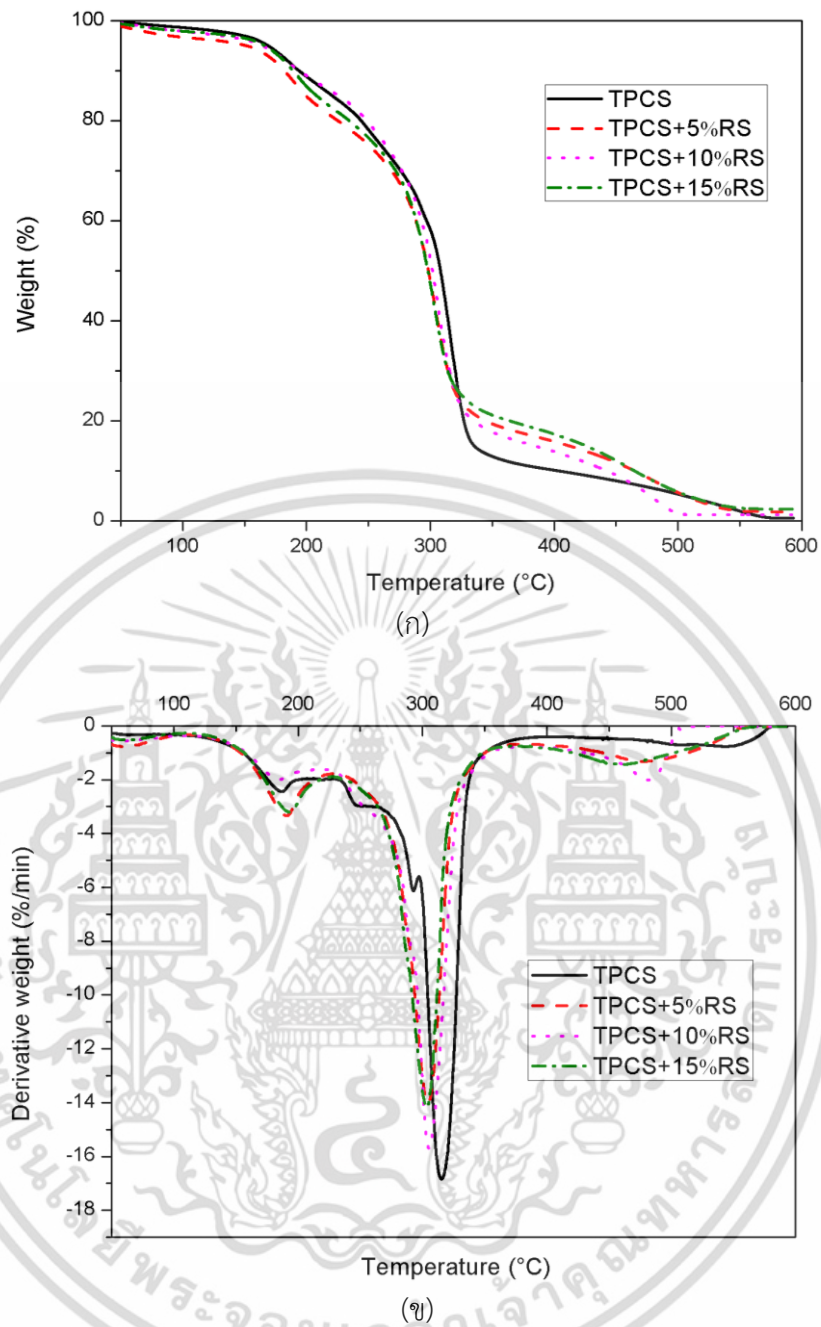 100
80
60
40
20
0
Weight (%)
TPCS
TPCS+5%RS
TPCS+10%RS
TPCS+15%RS
100 200 300 400 500 600
Temperature (°C)
(ก)
100 200 300 400 500 600
0
-2
-4
-6
-8
-10
-12
-14
-16
-18
Derivative weight (%/min)
TPCS
TPCS+5%RS
TPCS+10%RS
TPCS+15%RS
Temperature (°C)
(ข)